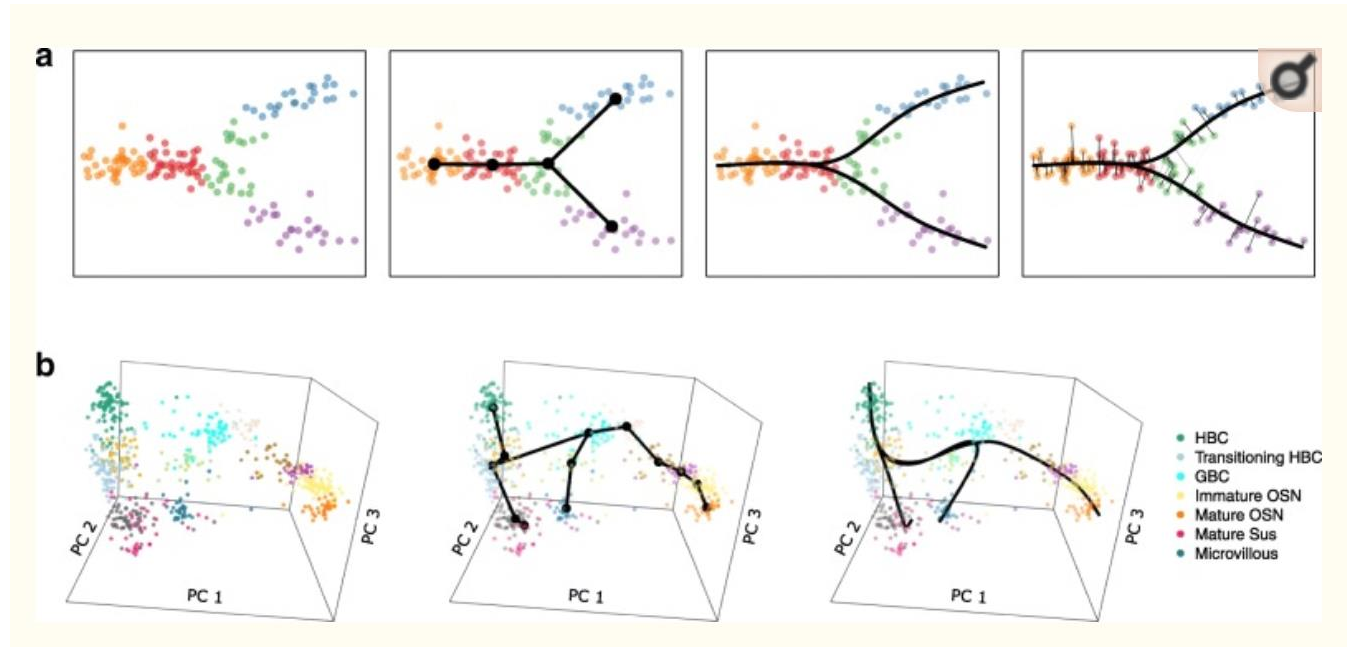 a
b
PC 2
PC 1
PC 3
PC 2
PC 1
PC 3
PC 2
PC 1
PC 3
HBC
Transitioning HBC
GBC
Immature OSN
Mature OSN
Mature Sus
Microvillous